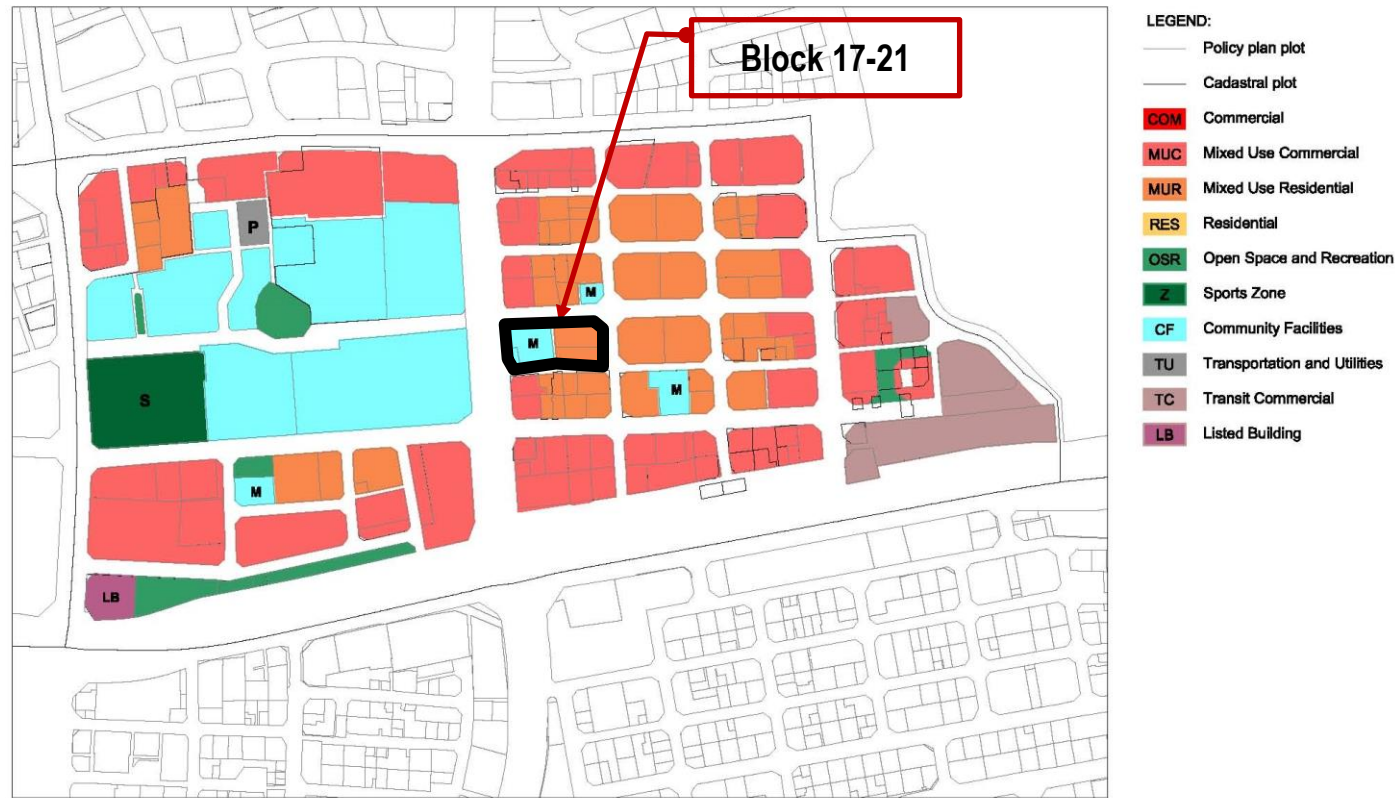 Block 17-21
P
M
M
M
S
M
LB
LEGEND:
Policy plan plot
Cadastral plot
COM Commercial
MUC Mixed Use Commercial
MUR Mixed Use Residential
RES Residential
OSR Open Space and Recreation
Z Sports Zone
CF Community Facilities
TU Transportation and Utilities
TC Transit Commercial
LB Listed Building